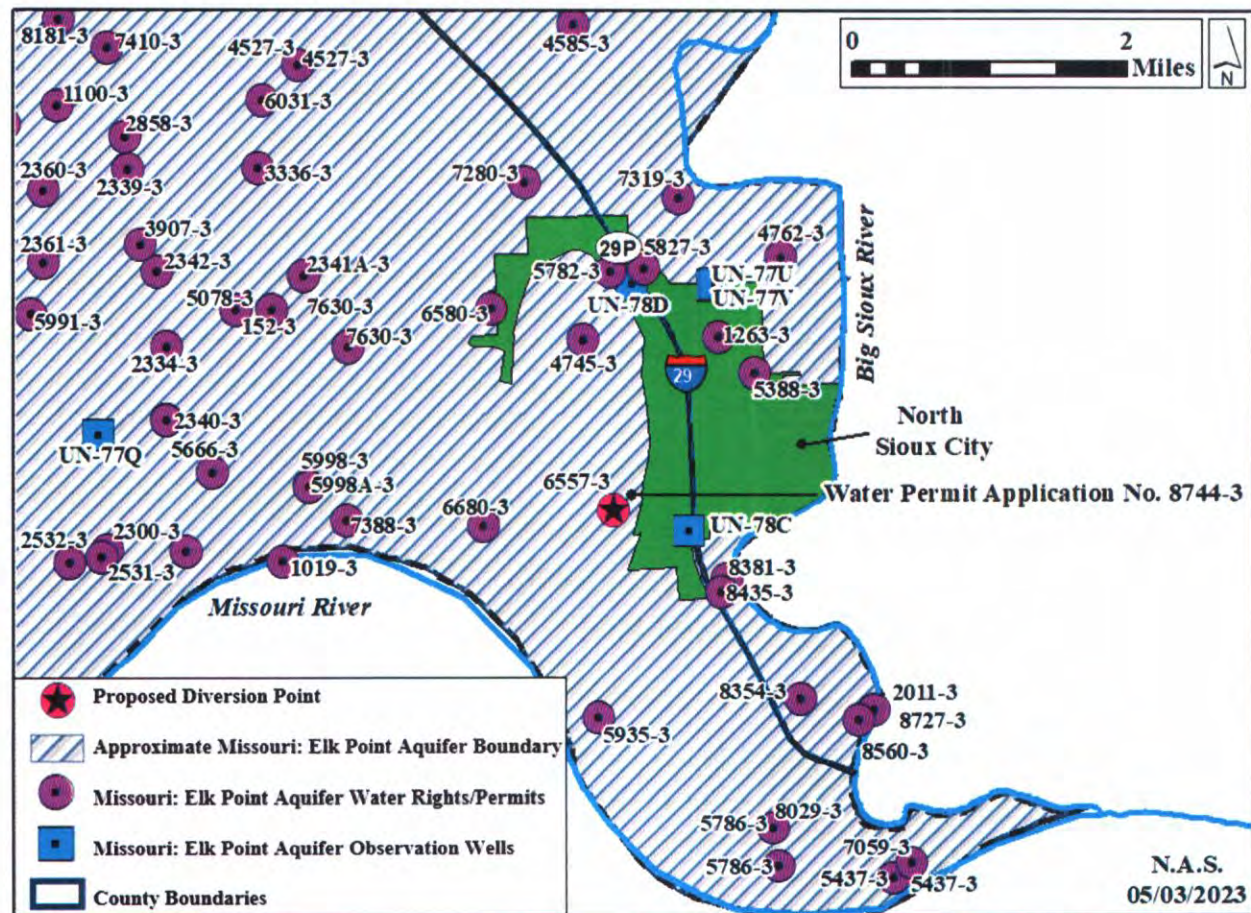 8181-3
7410-3
4527-3
4527-3
4585-3
0
2
Miles
N
1100-3
6031-3
2858-3
2360-3
2339-3
3336-3
7280-3
7319-3
3907-3
2361-3
2342-3
2341A-3
29P
5827-3
5782-3
4762-3
UN-77U
UN-78D
UN-77V
5991-3
5078-3
152-3
7630-3
6580-3
7630-3
2334-3
4745-3
1263-3
29
5388-3
Big Sioux River
2340-3
UN-77Q
5666-3
North
Sioux City
5998-3
5998A-3
6557-3
Water Permit Application No. 8744-3
7388-3
6680-3
UN-78C
2532-3
2300-3
2531-3
1019-3
8381-3
8435-3
Missouri River
8354-3
2011-3
8727-3
8560-3
5935-3
8029-3
5786-3
5786-3
7059-3
5437-3
5437-3
Proposed Diversion Point
Approximate Missouri: Elk Point Aquifer Boundary
Missouri: Elk Point Aquifer Water Rights/Permits
Missouri: Elk Point Aquifer Observation Wells
County Boundaries
N.A.S.
05/03/2023